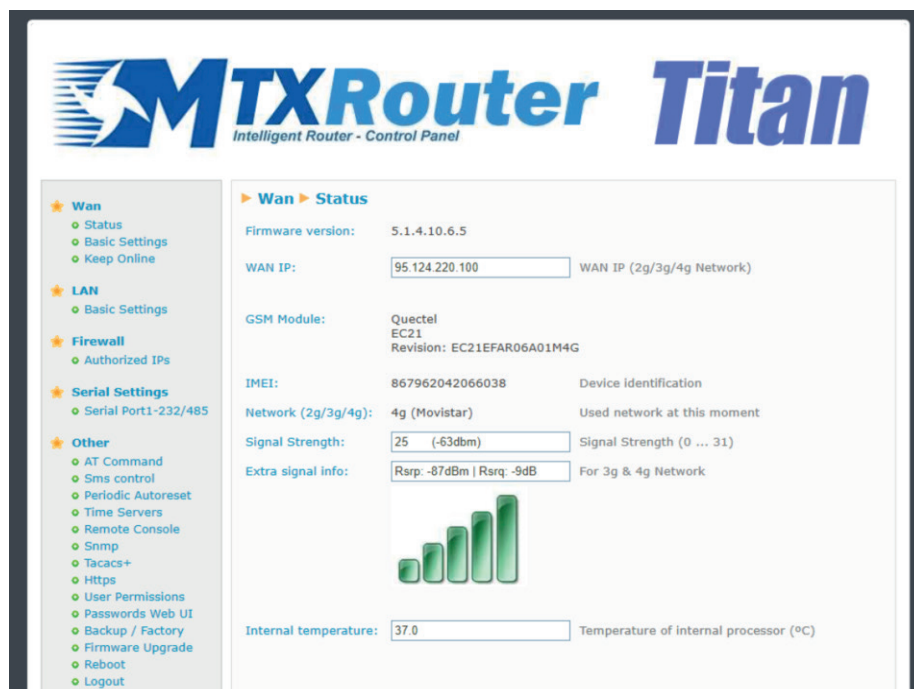 MTXRouter Titan
Intelligent Router - Control Panel
Wan
Status
Basic Settings
Keep Online
LAN
Basic Settings
Firewall
Authorized IPs
Serial Settings
Serial Port1-232/485
Other
AT Command
Sms control
Periodic Autoreset
Time Servers
Remote Console
Snmp
Tacacs+
Https
User Permissions
Passwords Web UI
Backup / Factory
Firmware Upgrade
Reboot
Logout
Wan Status
Firmware version: 5.1.4.10.6.5
WAN IP: 95.124.220.100 WAN IP (2g/3g/4g Network)
GSM Module: Quectel
EC21
Revision: EC21EFAR06A01M4G
IMEI: 867962042066038 Device identification
Network (2g/3g/4g): 4g (Movistar) Used network at this moment
Signal Strength: 25 (-63dbm) Signal Strength (0 ... 31)
Extra signal info: Rsrp: -87dBm | Rsrq: -9dB For 3g & 4g Network
Internal temperature: 37.0 Temperature of internal processor (ºC)